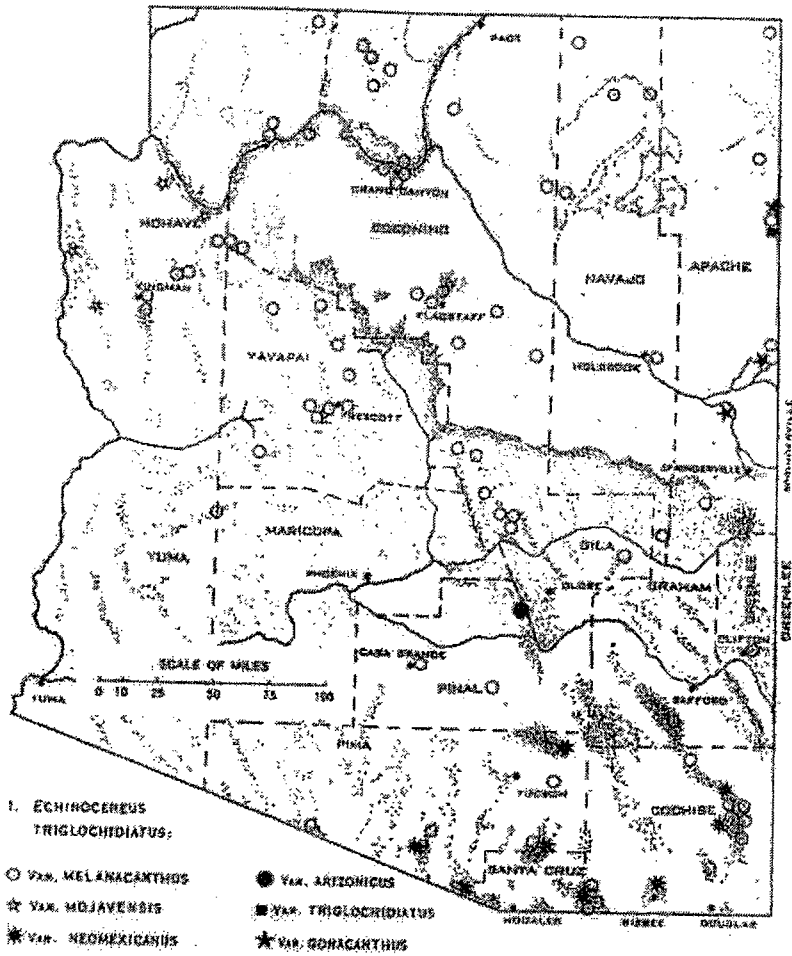 PAGE
GRAND CANYON
MOHAVE
COCONINO
NAVAJO
APACHE
KINGMAN
FLAGSTAFF
YAVAPAI
HOLBROOK
PRESCOTT
SPRINGERVILLE
MARICOPA
YUMA
GILA
PHOENIX
GLOBE
GRAHAM
GREENLEE
GREENLEE
CLIFTON
SCALE OF MILES
CASA GRANDE
YUMA
0 10 25 50 75 100
PINAL
SAFFORD
PIMA
TUCSON
COCHISE
1. ECHINOCEREUS
TRIGLOCHIDIATUS:
SANTA CRUZ
VAR. MELANACANTHUS
VAR. ARIZONICUS
VAR. MOJAVENSIS
VAR. TRIGLOCHIDIATUS
NOGALES BISBEE DOUGLAS
VAR. NEOMEXICANUS
VAR. GONACANTHUS